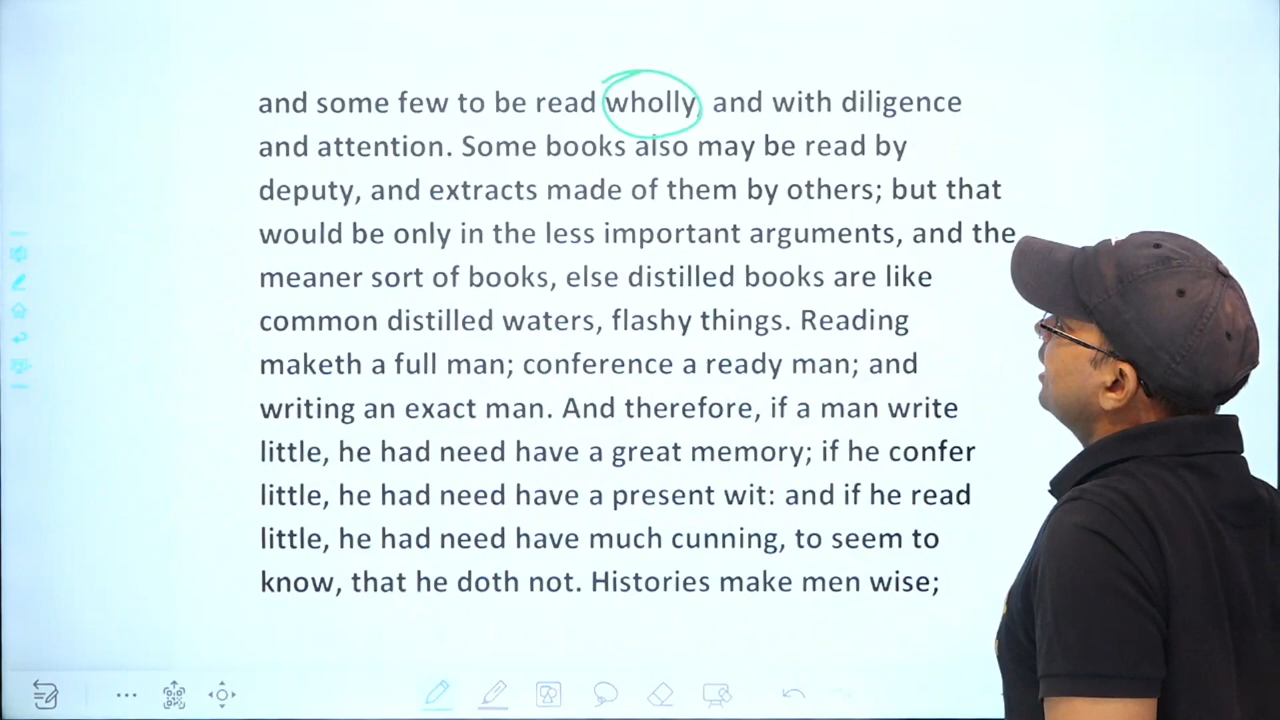 and some few to be read wholly, and with diligence
and attention. Some books also may be read by
deputy, and extracts made of them by others; but that
would be only in the less important arguments, and the
meaner sort of books, else distilled books are like
common distilled waters, flashy things. Reading
maketh a full man; conference a ready man; and
writing an exact man. And therefore, if a man write
little, he had need have a great memory; if he confer
little, he had need have a present wit: and if he read
little, he had need have much cunning, to seem to
know, that he doth not. Histories make men wise;